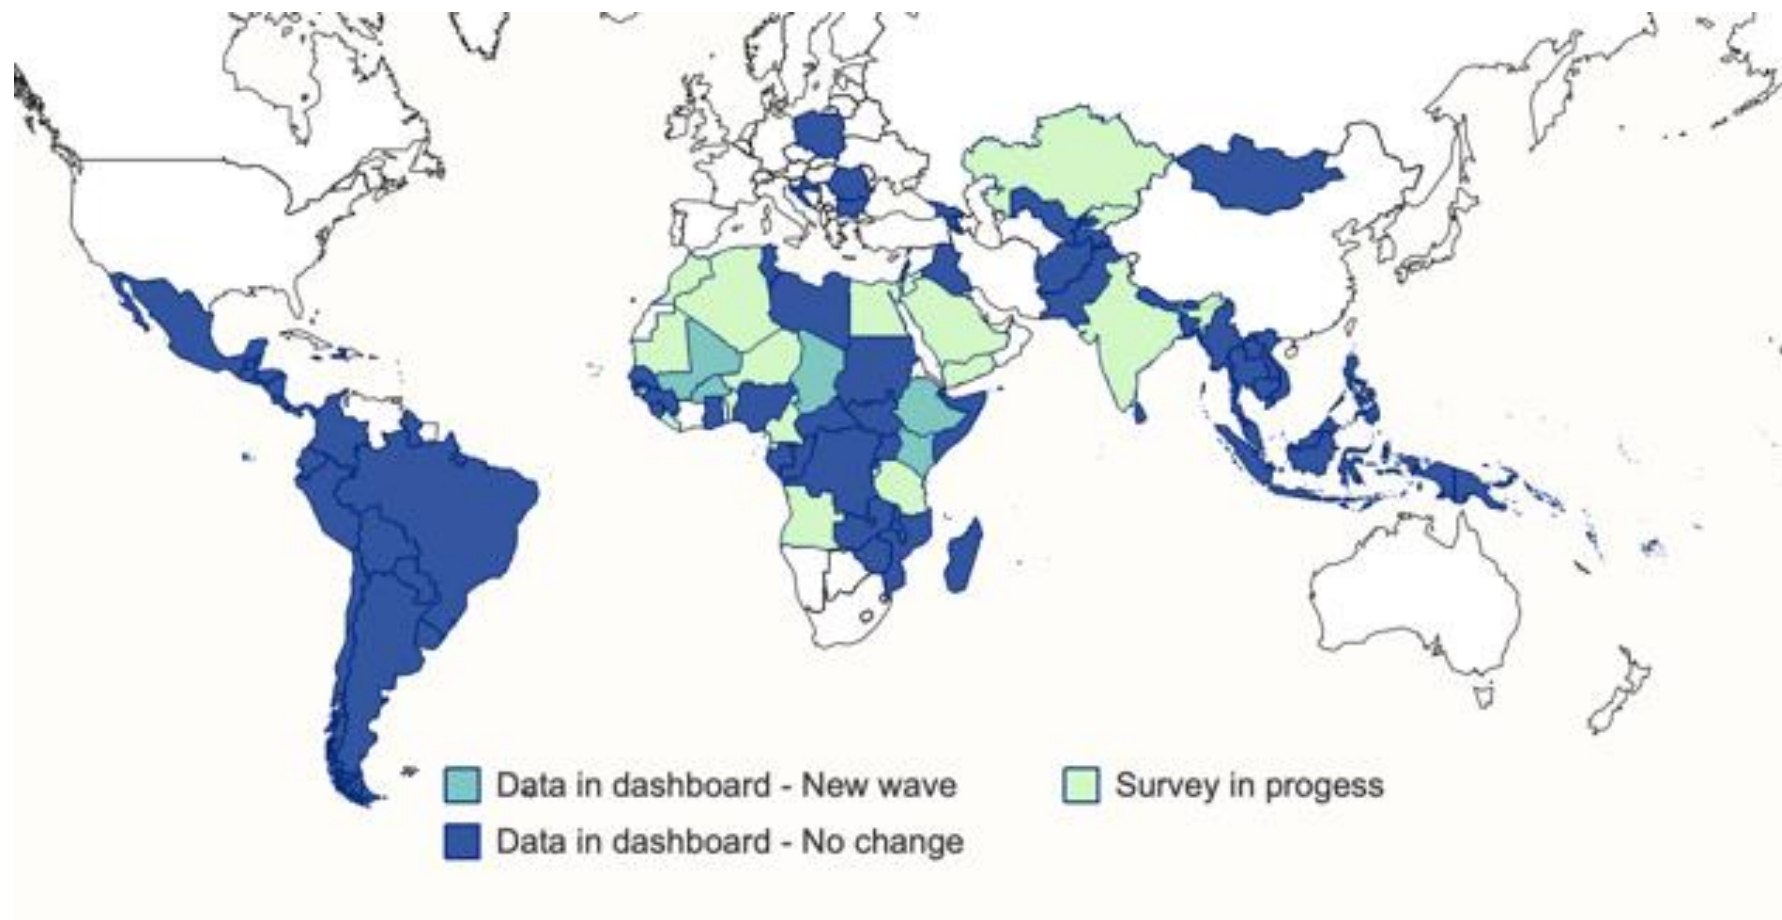 Data in dashboard - New wave
Data in dashboard - No change
Survey in progess